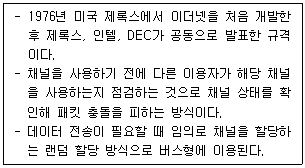 - 1976년 미국 제록스에서 이더넷을 처음 개발한
후 제록스, 인텔, DEC가 공동으로 발표한 규격
이다.
- 채널을 사용하기 전에 다른 이용자가 해당 채널
을 사용하는지 점검하는 것으로 채널 상태를 확
인해 패킷 충돌을 피하는 방식이다.
- 데이터 전송이 필요할 때 임의로 채널을 할당하
는 랜덤 할당 방식으로 버스형에 이용된다.